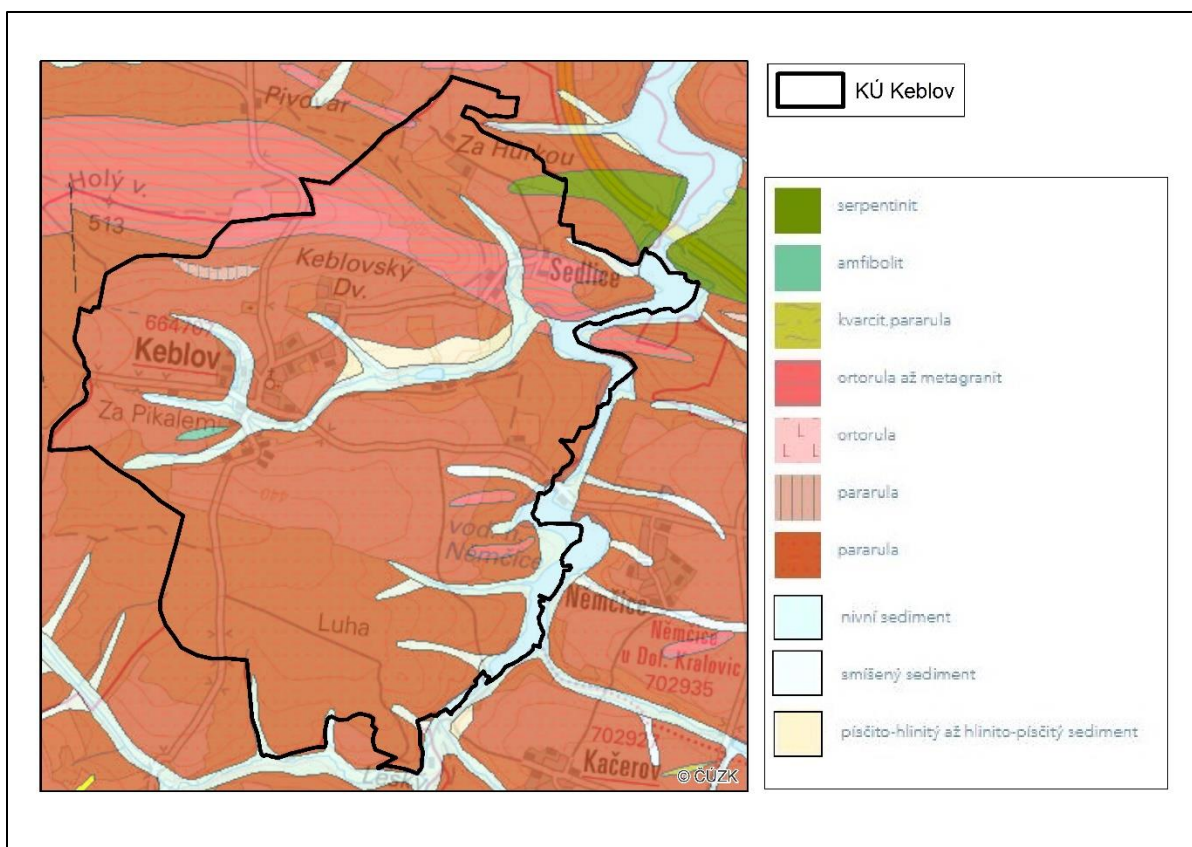 KÚ Keblov
Pivovar
Za Hůrkou
Holý v.
513
Sedlice
Keblovský
Dv.
664707
Keblov
Za Pikalem
440
vod. n.
Němčice
Luha
Němčice
Němčice
u Dol. Kralovic
702935
70292
Kačerov
© ČÚZK
serpentinit
amfibolit
kvarcit, pararula
ortorula až metagranit
L
L L
ortorula
pararula
pararula
nivní sediment
smíšený sediment
písčito-hlinitý až hlinito-písčitý sediment